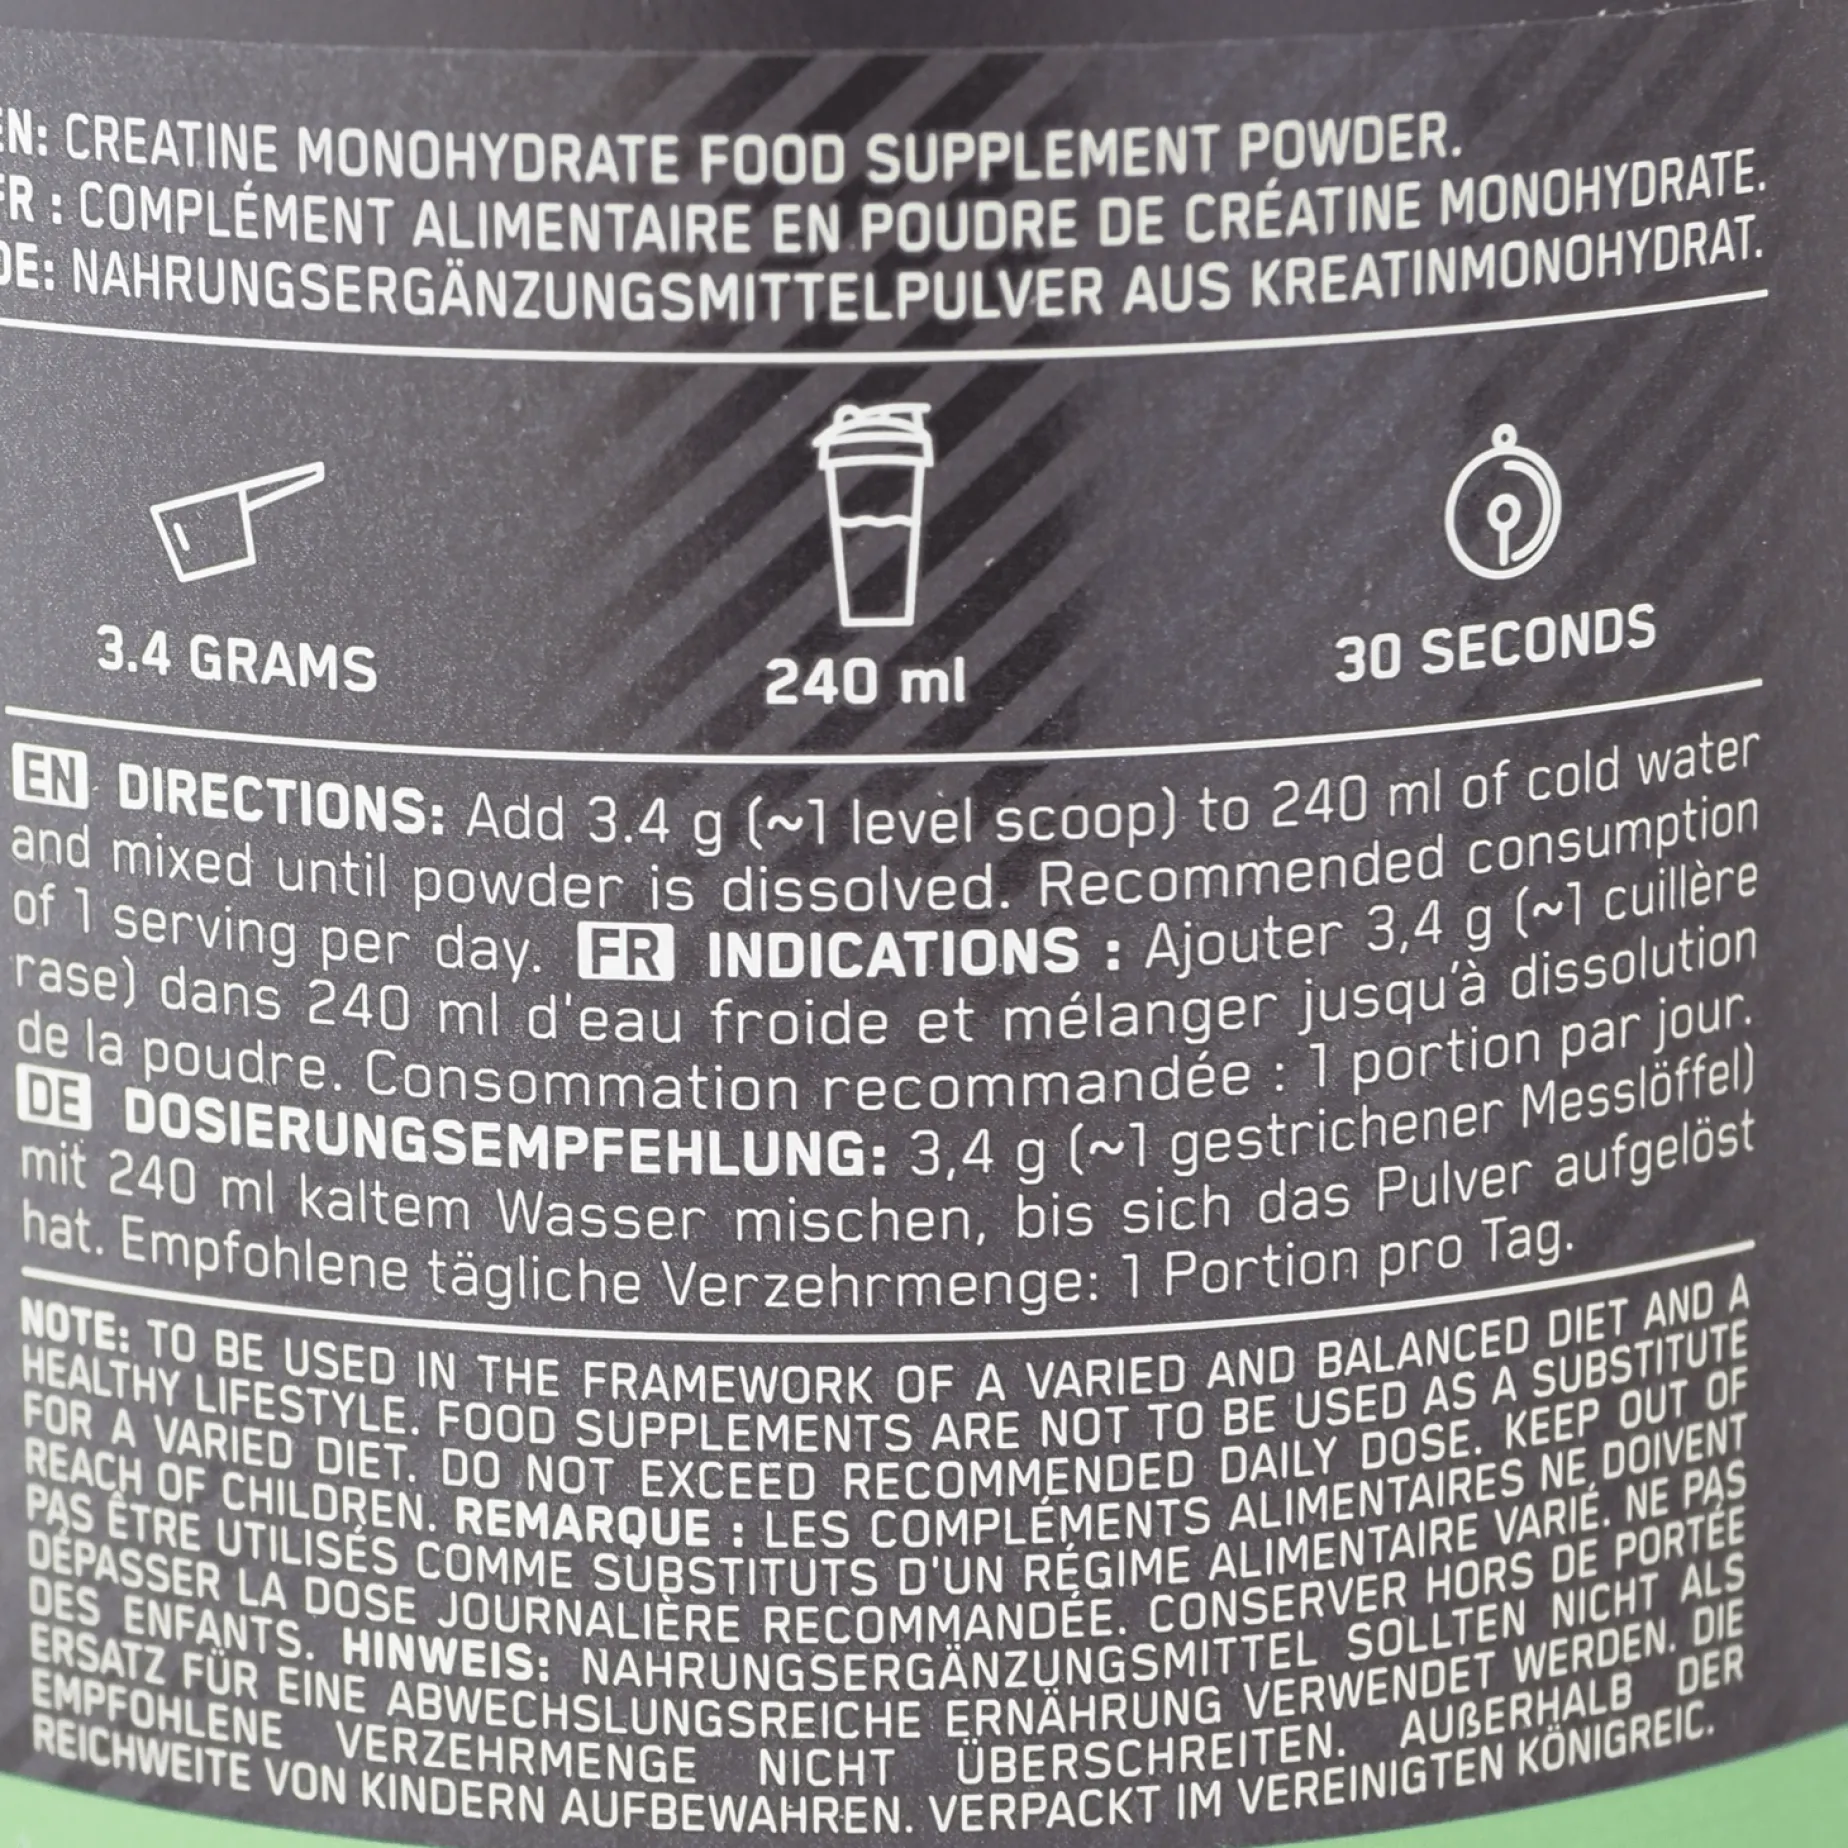 EN: CREATINE MONOHYDRATE FOOD SUPPLEMENT POWDER.
FR : COMPLÉMENT ALIMENTAIRE EN POUDRE DE CRÉATINE MONOHYDRATE.
DE: NAHRUNGSERGÄNZUNGSMITTELPULVER AUS KREATINMONOHYDRAT.
3.4 GRAMS
240 ml
30 SECONDS
EN DIRECTIONS: Add 3.4 g (~1 level scoop) to 240 ml of cold water
and mixed until powder is dissolved. Recommended consumption
of 1 serving per day. FR INDICATIONS : Ajouter 3,4 g (~1 cuillère
rase) dans 240 ml d'eau froide et mélanger jusqu'à dissolution
de la poudre. Consommation recommandée : 1 portion par jour.
DE DOSIERUNGSEMPFEHLUNG: 3,4 g (~1 gestrichener Messlöffel)
mit 240 ml kaltem Wasser mischen, bis sich das Pulver aufgelöst
hat. Empfohlene tägliche Verzehrmenge: 1 Portion pro Tag.
NOTE: TO BE USED IN THE FRAMEWORK OF A VARIED AND BALANCED DIET AND A
HEALTHY LIFESTYLE. FOOD SUPPLEMENTS ARE NOT TO BE USED AS A SUBSTITUTE
FOR A VARIED DIET. DO NOT EXCEED RECOMMENDED DAILY DOSE. KEEP OUT OF
REACH OF CHILDREN. REMARQUE : LES COMPLÉMENTS ALIMENTAIRES NE DOIVENT
PAS ÊTRE UTILISÉS COMME SUBSTITUTS D'UN RÉGIME ALIMENTAIRE VARIÉ. NE PAS
DÉPASSER LA DOSE JOURNALIÈRE RECOMMANDÉE. CONSERVER HORS DE PORTÉE
DES ENFANTS. HINWEIS: NAHRUNGSERGÄNZUNGSMITTEL SOLLTEN NICHT ALS
ERSATZ FÜR EINE ABWECHSLUNGSREICHE ERNÄHRUNG VERWENDET WERDEN. DIE
EMPFOHLENE VERZEHRMENGE NICHT ÜBERSCHREITEN. AUßERHALB DER
REICHWEITE VON KINDERN AUFBEWAHREN. VERPACKT IM VEREINIGTEN KÖNIGREIC.